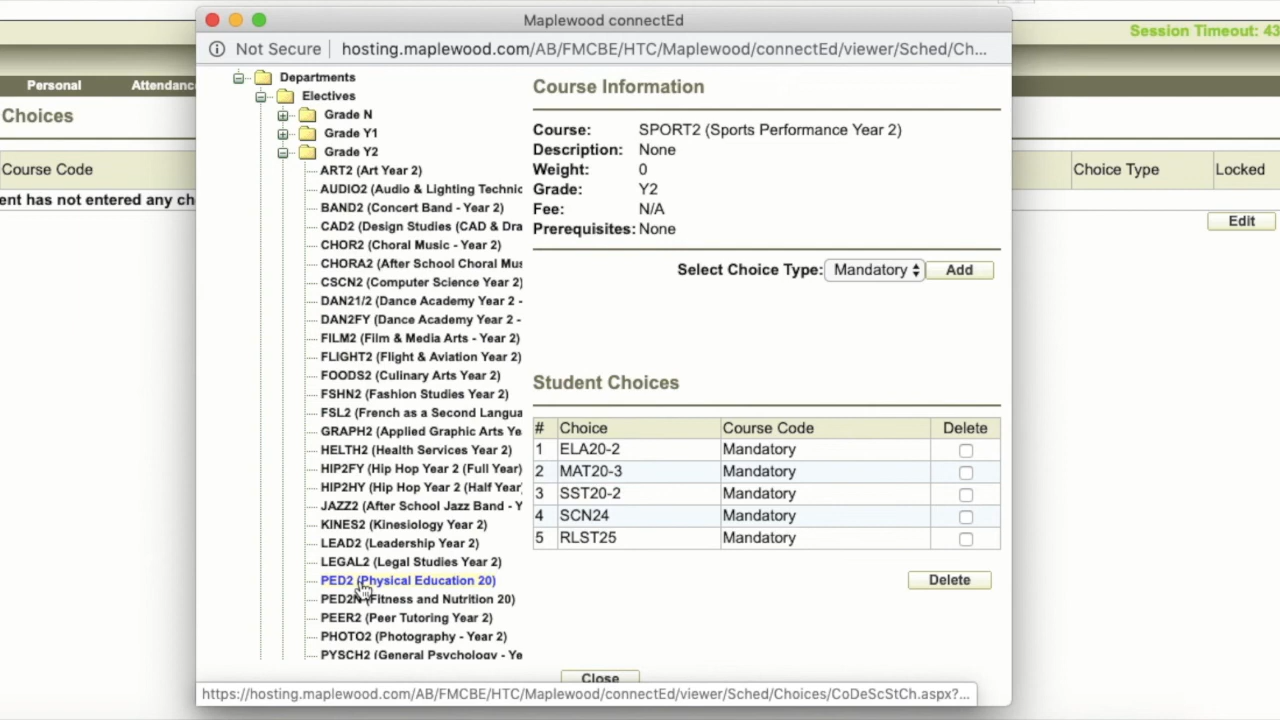 Maplewood connectEd
Not Secure hosting.maplewood.com/AB/FMCBE/HTC/Maplewood/connectEd/viewer/Sched/Ch...
Session Timeout: 43
Personal Attendanc
Choices
Course Code Choice Type Locked
ent has not entered any ch
Edit
Departments
Electives
Grade N
Grade Y1
Grade Y2
ART2 (Art Year 2)
AUDIO2 (Audio & Lighting Technic
BAND2 (Concert Band - Year 2)
CAD2 (Design Studies (CAD & Dra
CHOR2 (Choral Music - Year 2)
CHORA2 (After School Choral Mus
CSCN2 (Computer Science Year 2)
DAN21/2 (Dance Academy Year 2 -
DAN2FY (Dance Academy Year 2 -
FILM2 (Film & Media Arts - Year 2)
FLIGHT2 (Flight & Aviation Year 2)
FOODS2 (Culinary Arts Year 2)
FSHN2 (Fashion Studies Year 2)
FSL2 (French as a Second Langua
GRAPH2 (Applied Graphic Arts Ye
HELTH2 (Health Services Year 2)
HIP2FY (Hip Hop Year 2 (Full Year)
HIP2HY (Hip Hop Year 2 (Half Year
JAZZ2 (After School Jazz Band - Y
KINES2 (Kinesiology Year 2)
LEAD2 (Leadership Year 2)
LEGAL2 (Legal Studies Year 2)
PED2 (Physical Education 20)
PED2N (Fitness and Nutrition 20)
PEER2 (Peer Tutoring Year 2)
PHOTO2 (Photography - Year 2)
PYSCH2 (General Psychology - Ye
Course Information
Course: SPORT2 (Sports Performance Year 2)
Description: None
Weight: 0
Grade: Y2
Fee: N/A
Prerequisites: None
Select Choice Type: Mandatory Add
Student Choices
# Choice Course Code Delete
1 ELA20-2 Mandatory
2 MAT20-3 Mandatory
3 SST20-2 Mandatory
4 SCN24 Mandatory
5 RLST25 Mandatory
Delete
Close
https://hosting.maplewood.com/AB/FMCBE/HTC/Maplewood/connectEd/viewer/Sched/Choices/CoDeScStCh.aspx?...